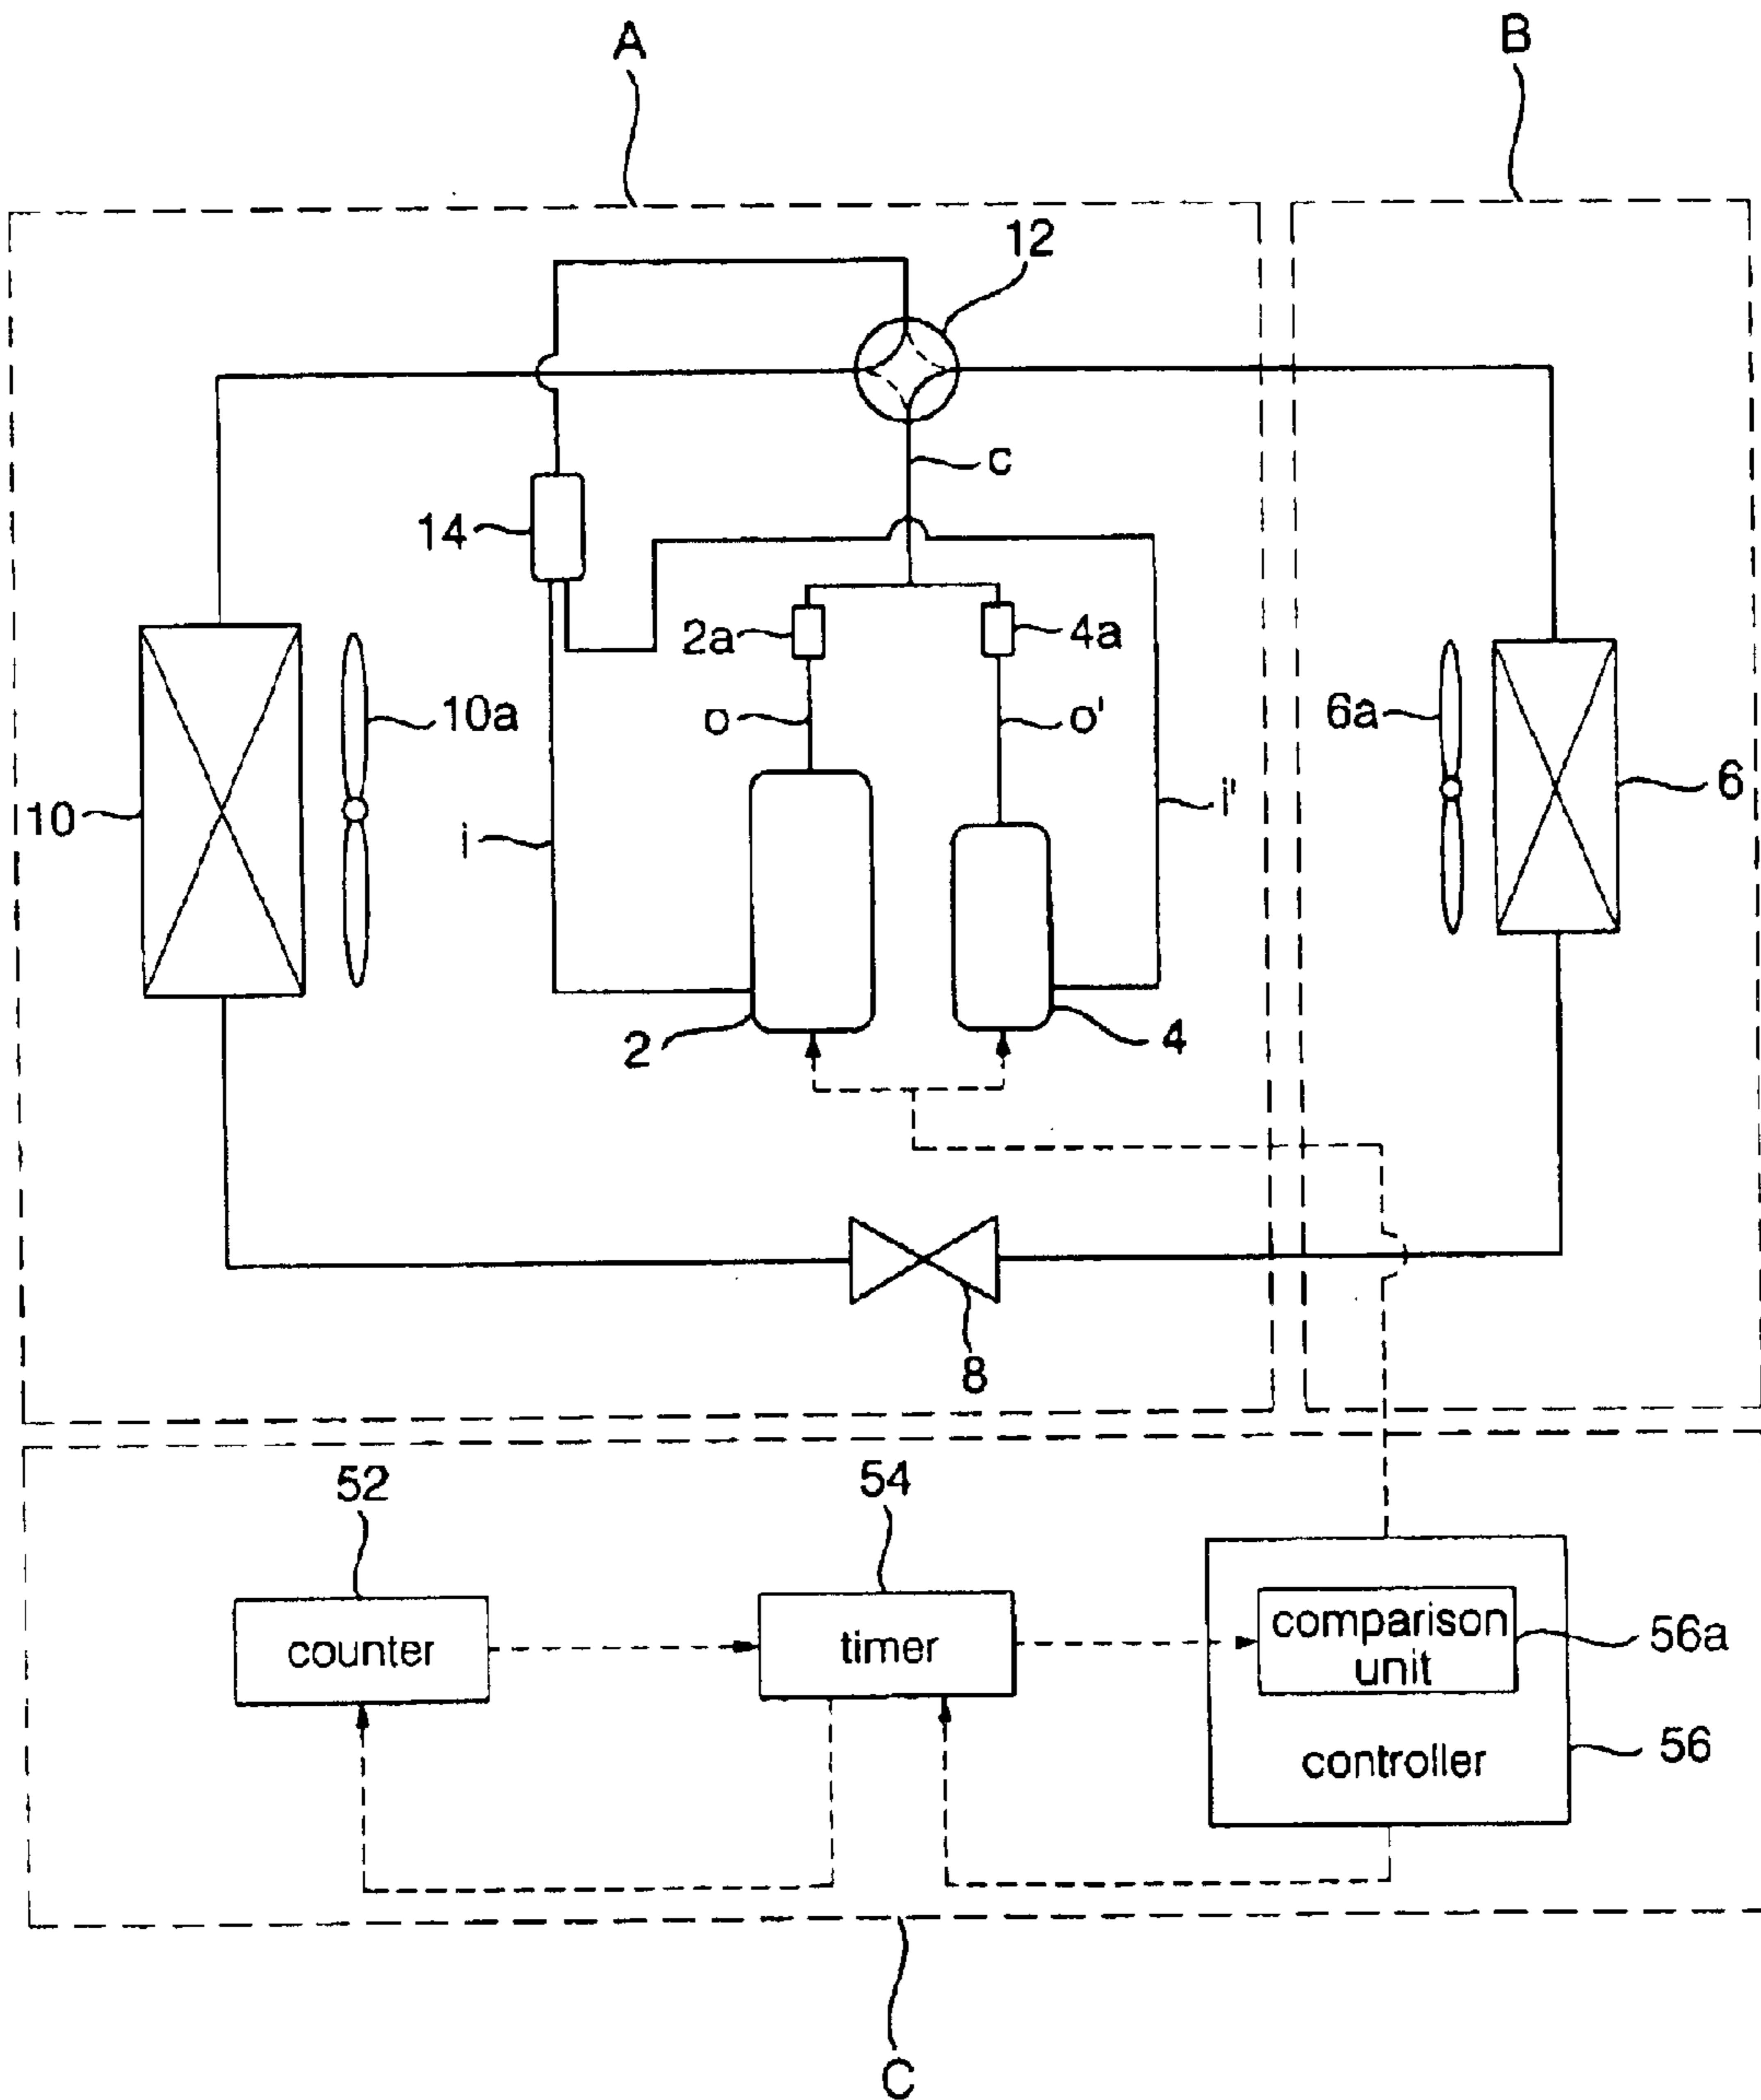 A
B
12
c
14
2a
4a
10a
o
o'
6a
10
i
i'
6
2
4
8
52
54
counter
timer
comparison
unit
56a
controller
56
C